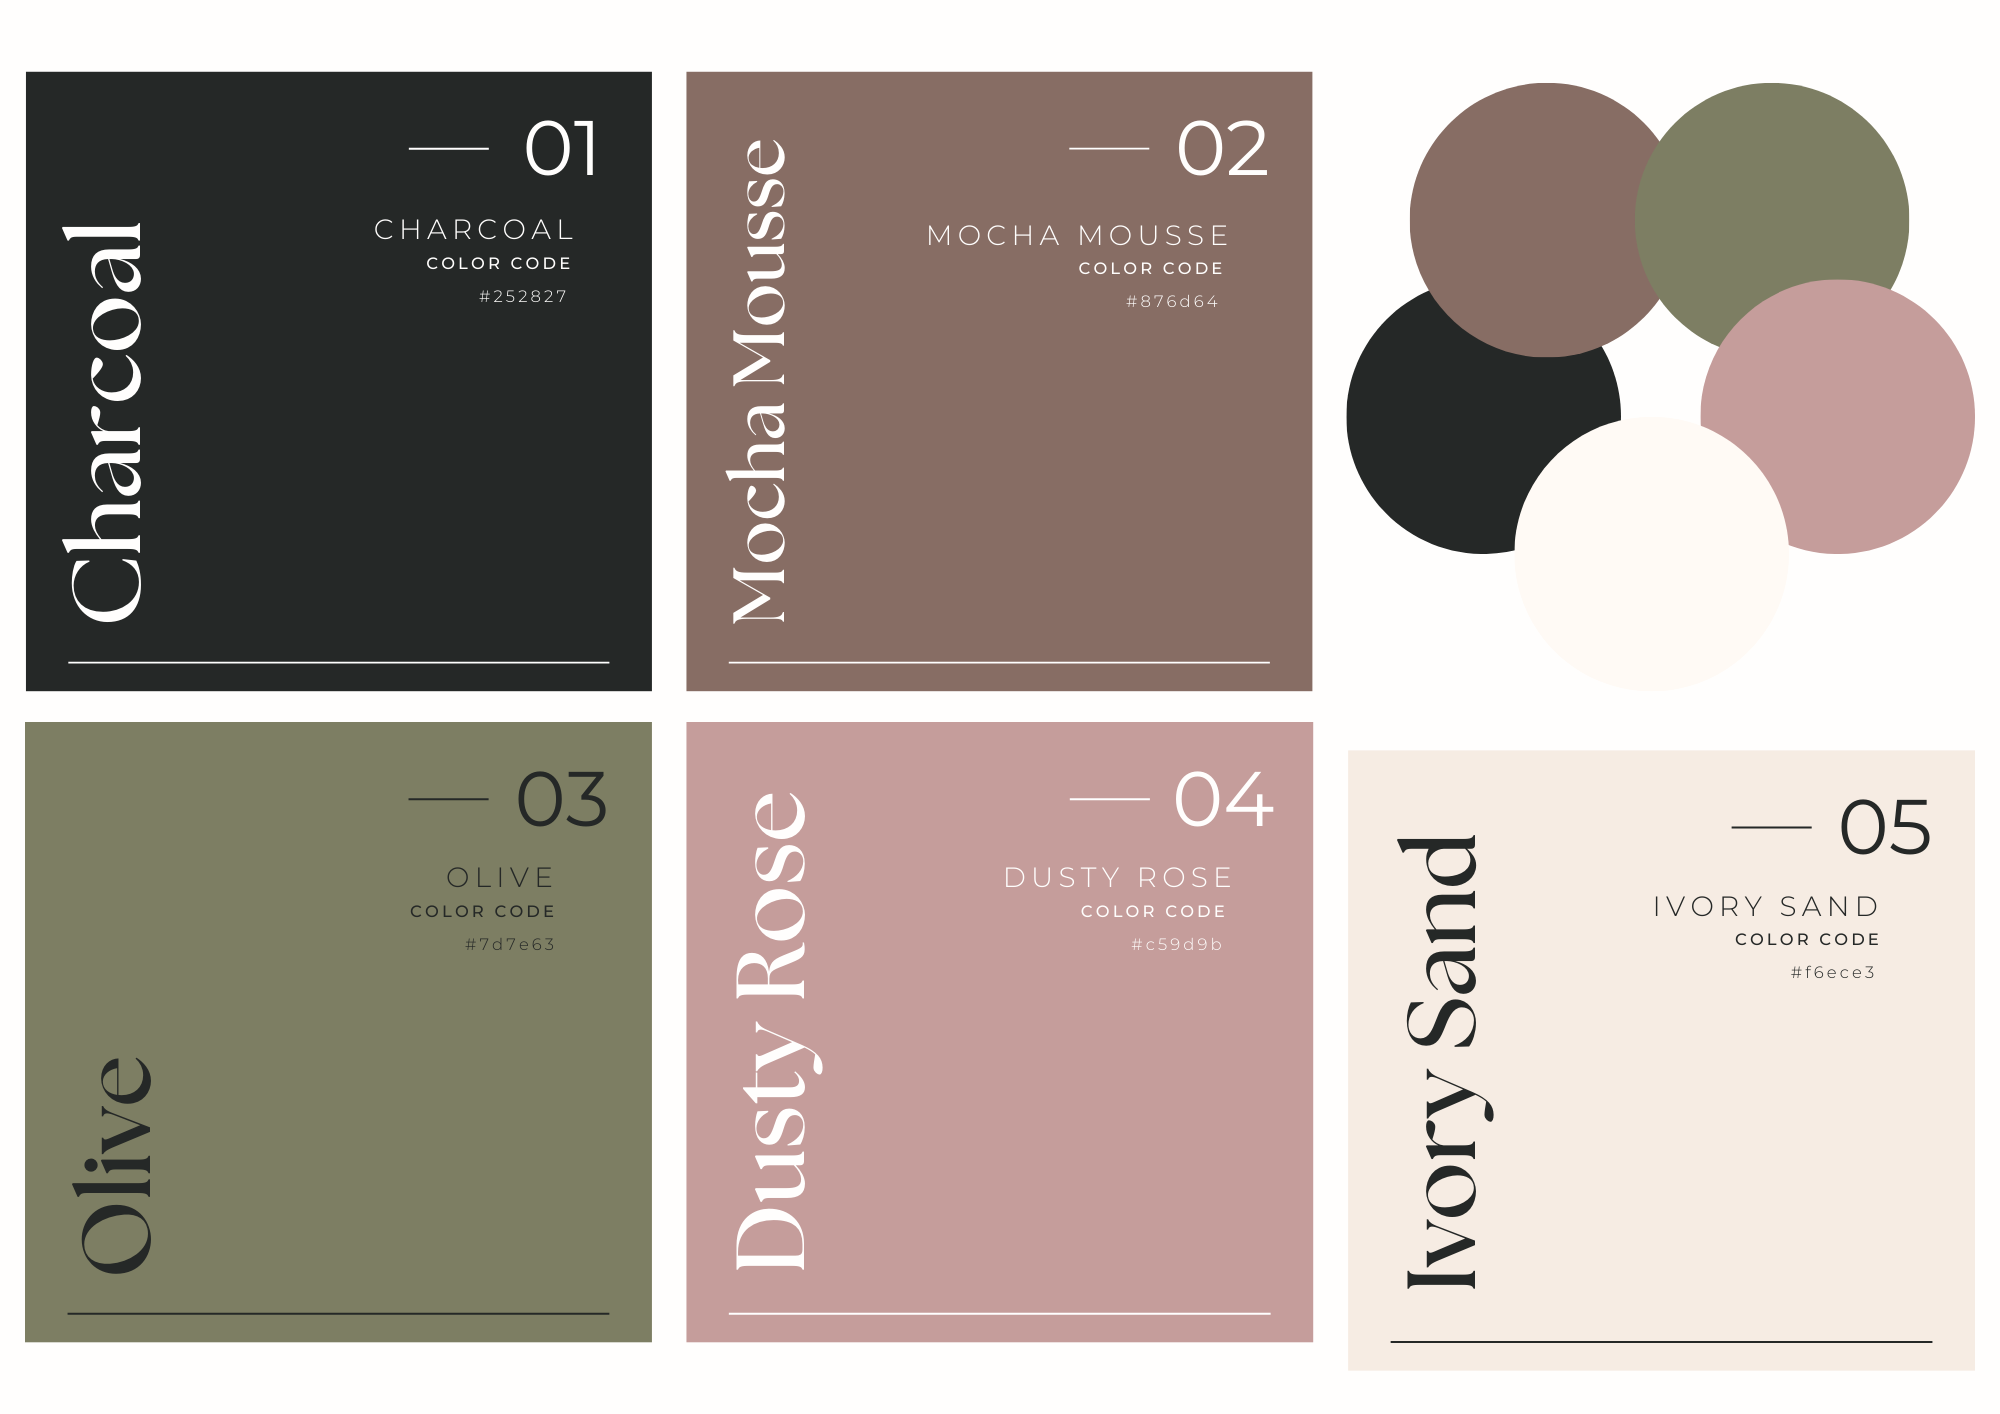 01
CHARCOAL
COLOR CODE
#252827
Charcoal
02
MOCHA MOUSSE
COLOR CODE
#876d64
Mocha Mousse
03
OLIVE
COLOR CODE
#7d7e63
Olive
04
DUSTY ROSE
COLOR CODE
#c59d9b
Dusty Rose
05
IVORY SAND
COLOR CODE
#f6ece3
Ivory Sand